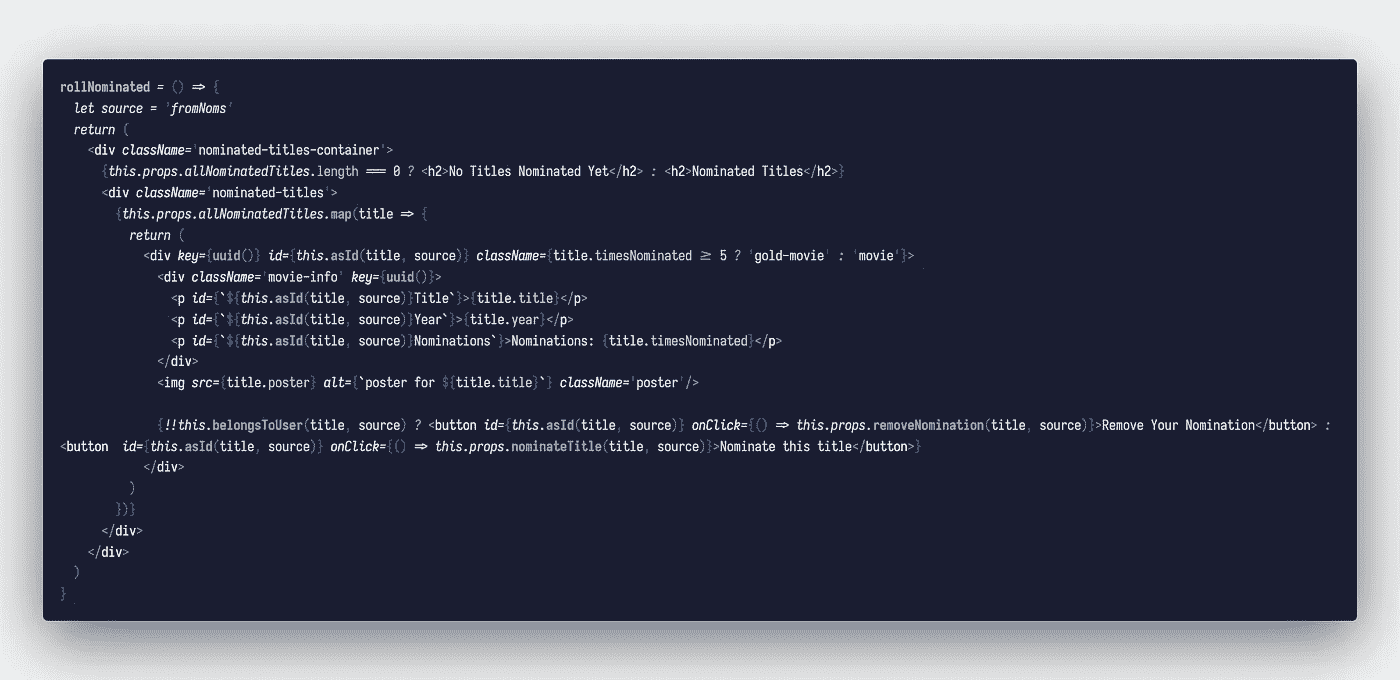 rollNominated = () => {
  let source = 'fromNoms'
  return (
    <div className='nominated-titles-container'>
      {this.props.allNominatedTitles.length === 0 ? <h2>No Titles Nominated Yet</h2> : <h2>Nominated Titles</h2>}
      <div className='nominated-titles'>
        {this.props.allNominatedTitles.map(title => {
          return (
            <div key={uuid()} id={this.asId(title, source)} className={title.timesNominated >= 5 ? 'gold-movie' : 'movie'}>
              <div className='movie-info' key={uuid()}>
                <p id={`${this.asId(title, source)}Title`}>{title.title}</p>
                <p id={`${this.asId(title, source)}Year`}>{title.year}</p>
                <p id={`${this.asId(title, source)}Nominations`}>Nominations: {title.timesNominated}</p>
              </div>
              <img src={title.poster} alt={`poster for ${title.title}`} className='poster'/>

              {!!this.belongsToUser(title, source) ? <button id={this.asId(title, source)} onClick={() => this.props.removeNomination(title, source)}>Remove Your Nomination</button> :
<button  id={this.asId(title, source)} onClick={() => this.props.nominateTitle(title, source)}>Nominate this title</button>}
            </div>
          )
        })}
      </div>
    </div>
  )
}